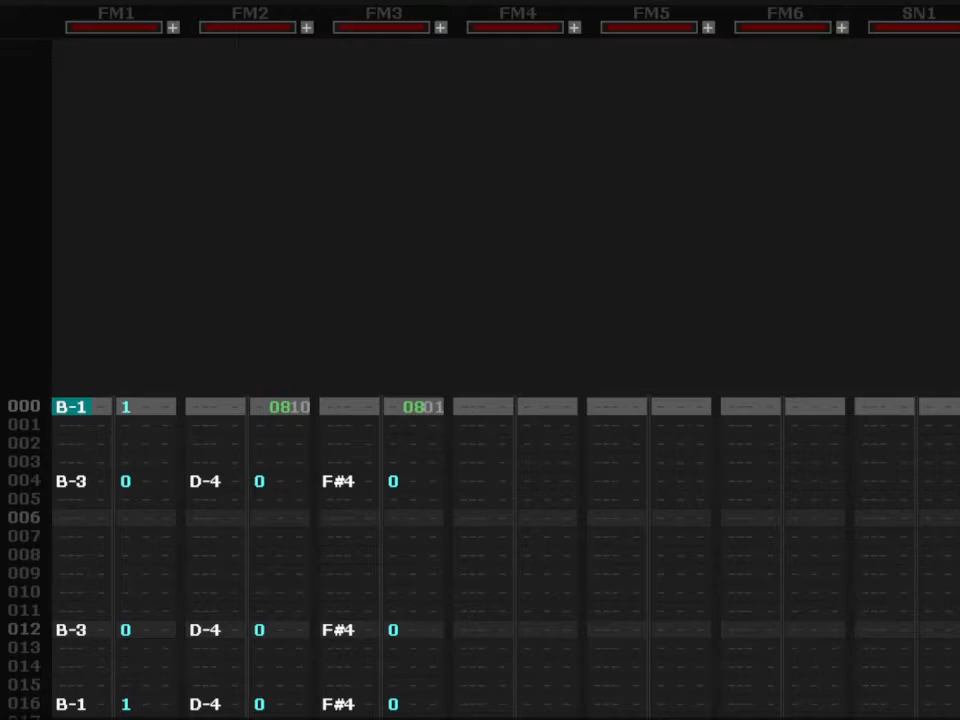 FM1 FM2 FM3 FM4 FM5 FM6 SN1
+ + + + + +
000 B-1 1 0810 0801
001
002
003
004 B-3 0 D-4 0 F#4 0
005
006
007
008
009
010
011
012 B-3 0 D-4 0 F#4 0
013
014
015
016 B-1 1 D-4 0 F#4 0